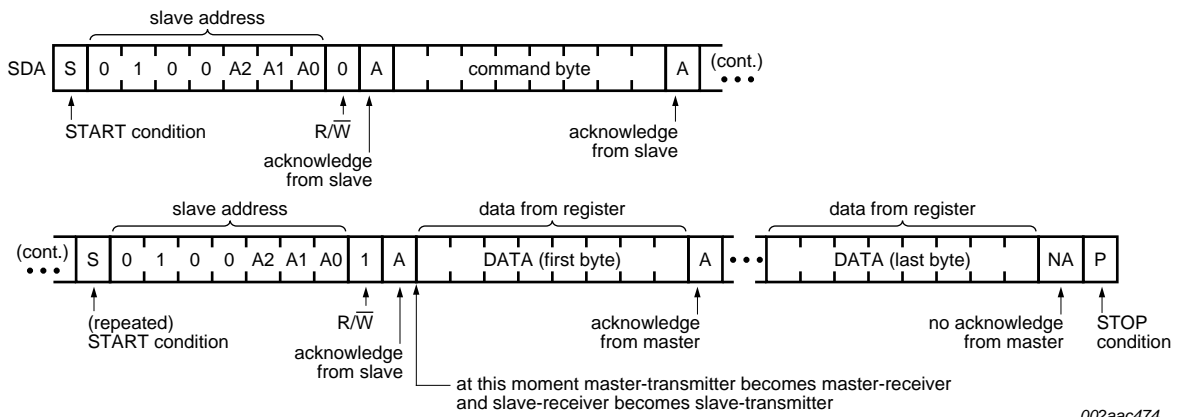 slave address
SDA S 0 1 0 0 A2 A1 A0 0 A command byte A (cont.)
START condition R/W̅ acknowledge from slave acknowledge from slave
slave address data from register data from register
(cont.) S 0 1 0 0 A2 A1 A0 1 A DATA (first byte) A DATA (last byte) NA P
(repeated) START condition R/W̅ acknowledge from slave acknowledge from master no acknowledge from master STOP condition
at this moment master-transmitter becomes master-receiver
and slave-receiver becomes slave-transmitter
002aac474